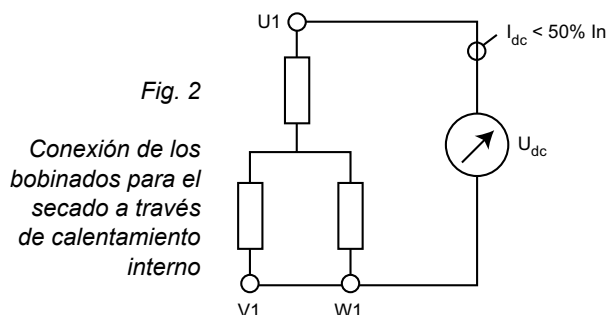 U1
I_dc < 50% In
Fig. 2
U_dc
Conexión de los
bobinados para el
secado a través
de calentamiento
interno
V1
W1